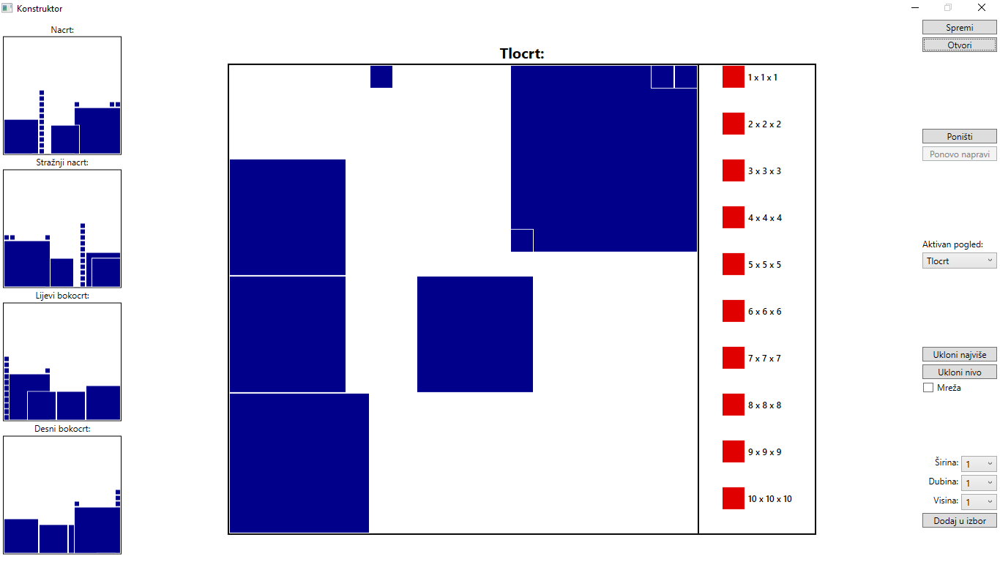 Konstruktor
Nacrt:
Stražnji nacrt:
Lijevi bokocrt:
Desni bokocrt:
Tlocrt:
1 x 1 x 1
2 x 2 x 2
3 x 3 x 3
4 x 4 x 4
5 x 5 x 5
6 x 6 x 6
7 x 7 x 7
8 x 8 x 8
9 x 9 x 9
10 x 10 x 10
Spremi
Otvori
Poništi
Ponovo napravi
Aktivan pogled:
Tlocrt
Ukloni najviše
Ukloni nivo
Mreža
Širina: 1
Dubina: 1
Visina: 1
Dodaj u izbor